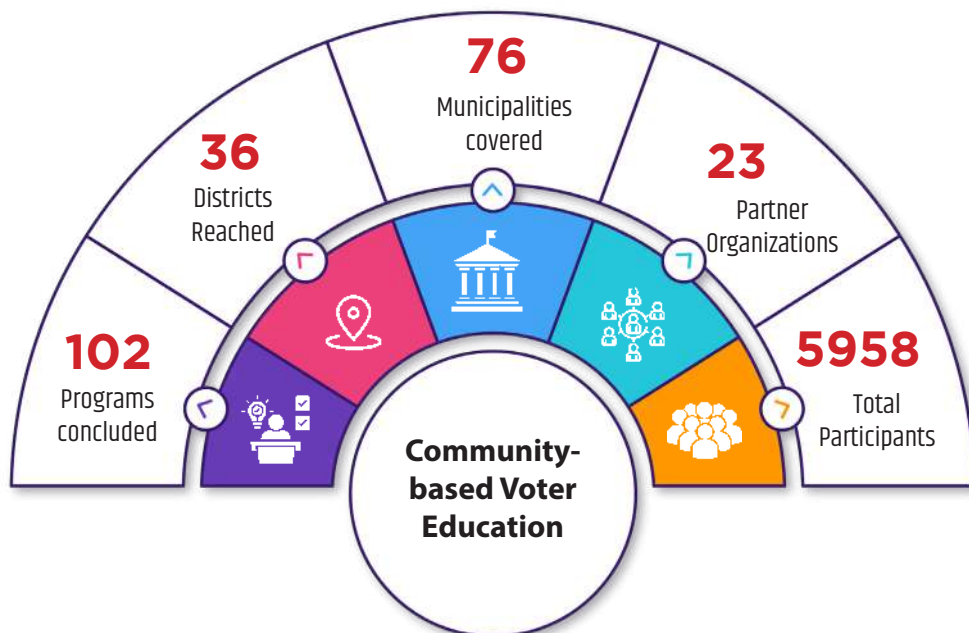 102
Programs
concluded
36
Districts
Reached
76
Municipalities
covered
23
Partner
Organizations
5958
Total
Participants
Community-
based Voter
Education